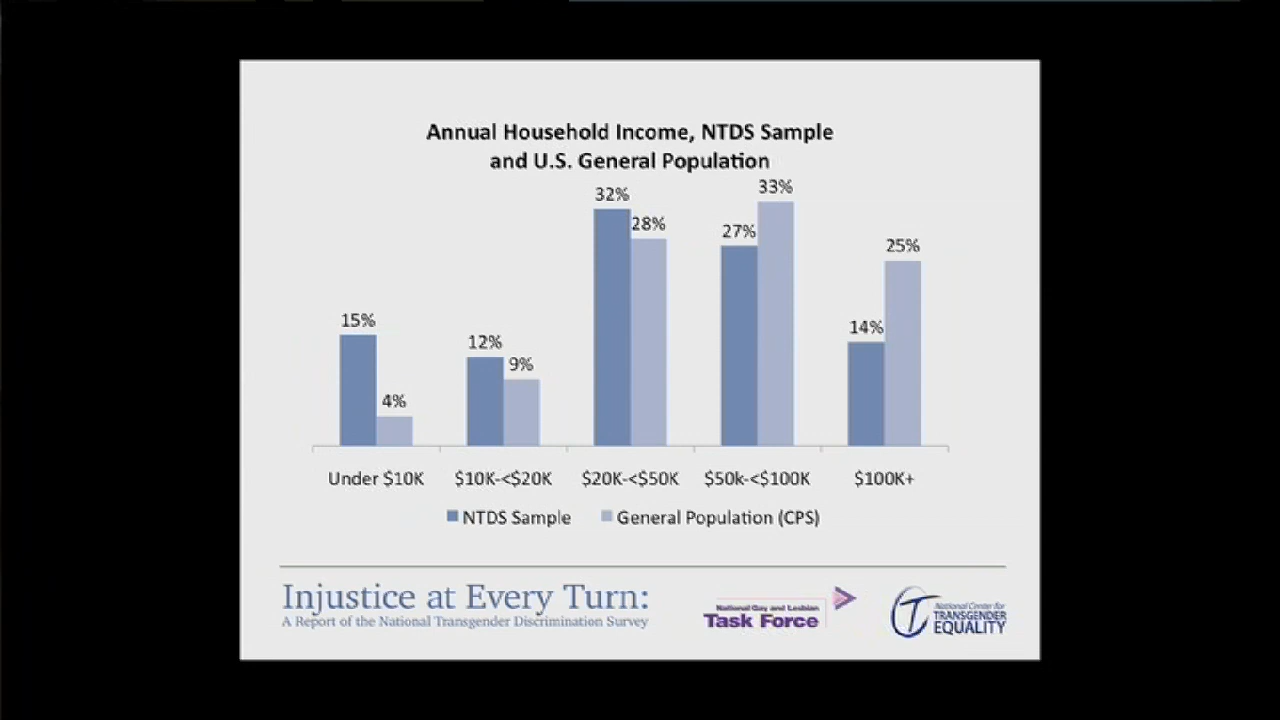 Annual Household Income, NTDS Sample
and U.S. General Population
15%
4%
12%
9%
32%
28%
27%
33%
14%
25%
Under $10K
$10K-<$20K
$20K-<$50K
$50k-<$100K
$100K+
NTDS Sample
General Population (CPS)
Injustice at Every Turn:
A Report of the National Transgender Discrimination Survey
National Gay and Lesbian
Task Force
National Center for
TRANSGENDER
EQUALITY